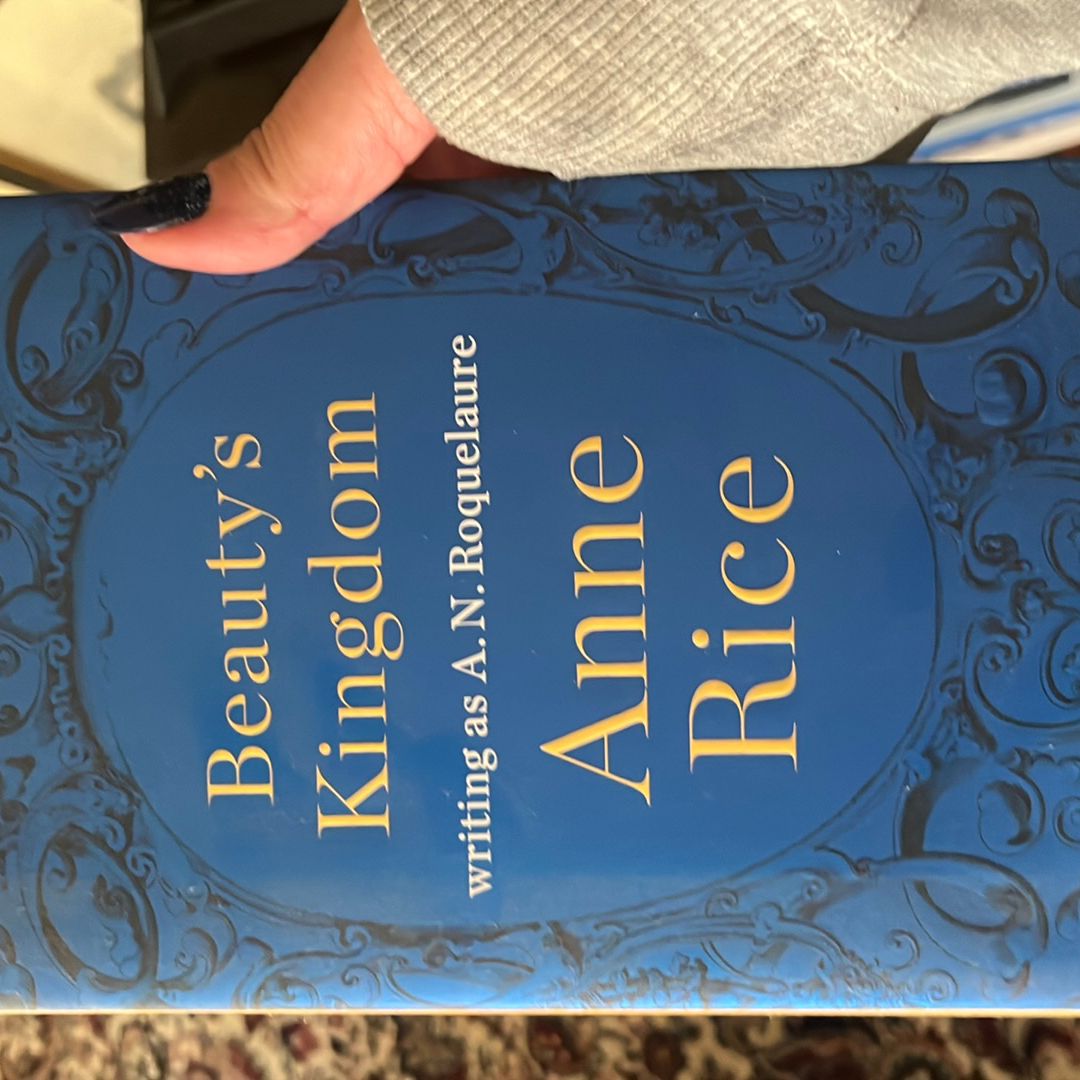 Beauty's
Kingdom
writing as A.N. Roquelaure
Anne
Rice